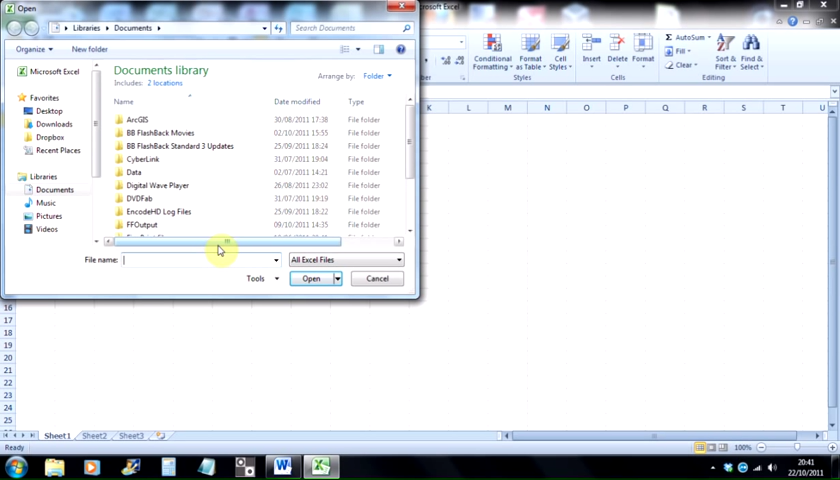 Open
Microsoft Excel
Libraries
Documents
Search Documents
Organize
New folder
Microsoft Excel
Favorites
Desktop
Downloads
Dropbox
Recent Places
Libraries
Documents
Music
Pictures
Videos
Documents library
Includes: 2 locations
Arrange by: Folder
Name Date modified Type
ArcGIS 30/08/2011 17:38 File folder
BB FlashBack Movies 02/10/2011 15:55 File folder
BB FlashBack Standard 3 Updates 25/09/2011 18:24 File folder
CyberLink 31/07/2011 18:04 File folder
Data 02/07/2011 14:21 File folder
Digital Wave Player 26/08/2011 23:02 File folder
DVDFab 31/07/2011 19:19 File folder
EncodeHD Log Files 25/09/2011 18:22 File folder
FFOutput 09/10/2011 14:35 File folder
File name:
All Excel Files
Tools
Open
Cancel
Conditional Formatting
Format as Table
Cell Styles
Styles
Insert
Delete
Format
Cells
AutoSum
Fill
Clear
Sort & Filter
Find & Select
Editing
K L M N O P Q R S T U
16
17
18
19
20
21
22
23
24
25
Sheet1 Sheet2 Sheet3
Ready
100%
20:41
22/10/2011